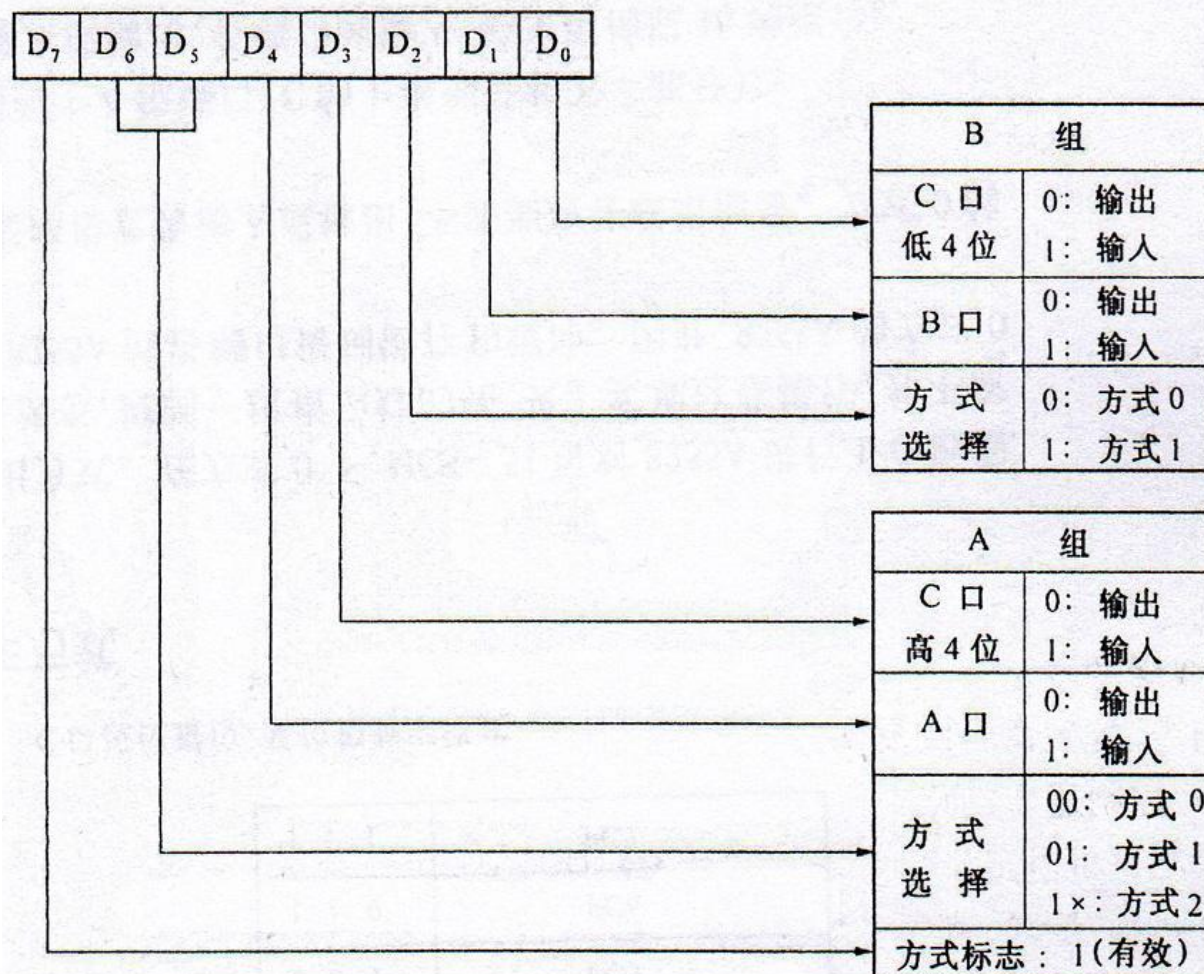 D₇ D₆ D₅ D₄ D₃ D₂ D₁ D₀
B 组
C 口
低 4 位
0: 输出
1: 输入
B 口
0: 输出
1: 输入
方 式
选 择
0: 方式 0
1: 方式 1
A 组
C 口
高 4 位
0: 输出
1: 输入
A 口
0: 输出
1: 输入
方 式
选 择
00: 方式 0
01: 方式 1
1×: 方式 2
方式标志: 1(有效)